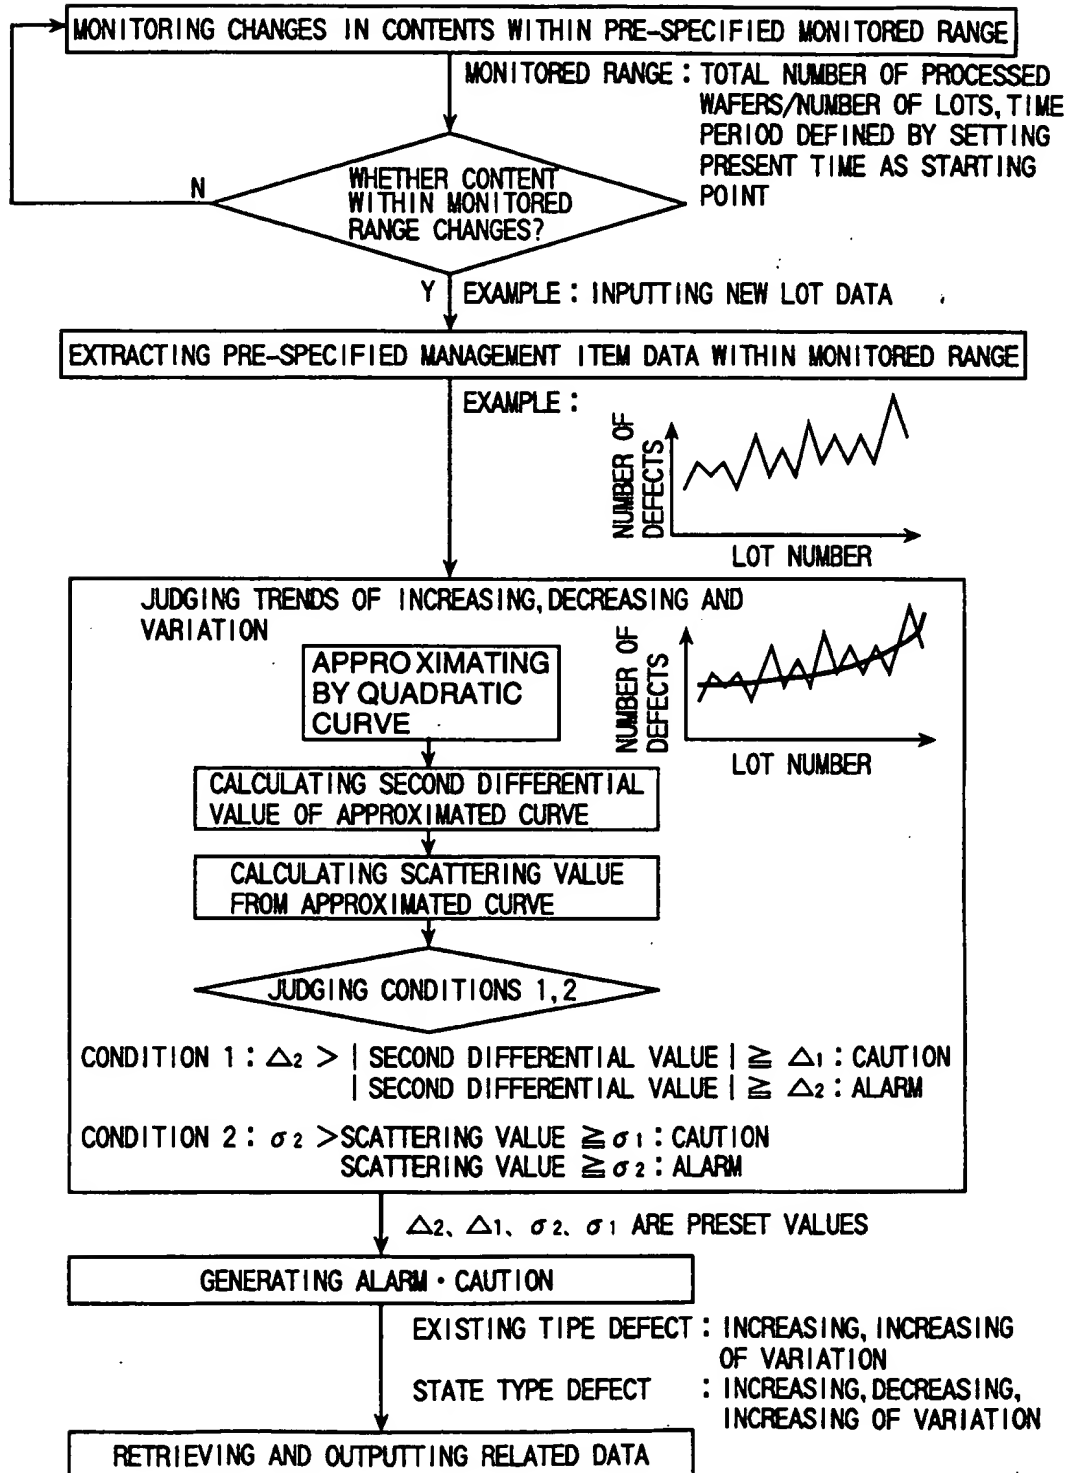 MONITORING CHANGES IN CONTENTS WITHIN PRE-SPECIFIED MONITORED RANGE
MONITORED RANGE : TOTAL NUMBER OF PROCESSED
WAFERS/NUMBER OF LOTS, TIME
PERIOD DEFINED BY SETTING
PRESENT TIME AS STARTING
POINT
N
WHETHER CONTENT
WITHIN MONITORED
RANGE CHANGES?
Y
EXAMPLE : INPUTTING NEW LOT DATA
EXTRACTING PRE-SPECIFIED MANAGEMENT ITEM DATA WITHIN MONITORED RANGE
EXAMPLE :
NUMBER OF
DEFECTS
LOT NUMBER
JUDGING TRENDS OF INCREASING, DECREASING AND
VARIATION
APPROXIMATING
BY QUADRATIC
CURVE
NUMBER OF
DEFECTS
LOT NUMBER
CALCULATING SECOND DIFFERENTIAL
VALUE OF APPROXIMATED CURVE
CALCULATING SCATTERING VALUE
FROM APPROXIMATED CURVE
JUDGING CONDITIONS 1, 2
CONDITION 1 : △2 > | SECOND DIFFERENTIAL VALUE | ≧ △1 : CAUTION
| SECOND DIFFERENTIAL VALUE | ≧ △2 : ALARM
CONDITION 2 : σ2 > SCATTERING VALUE ≧ σ1 : CAUTION
SCATTERING VALUE ≧ σ2 : ALARM
△2、△1、σ2、σ1 ARE PRESET VALUES
GENERATING ALARM・CAUTION
EXISTING TIPE DEFECT : INCREASING, INCREASING
OF VARIATION
STATE TYPE DEFECT : INCREASING, DECREASING,
INCREASING OF VARIATION
RETRIEVING AND OUTPUTTING RELATED DATA